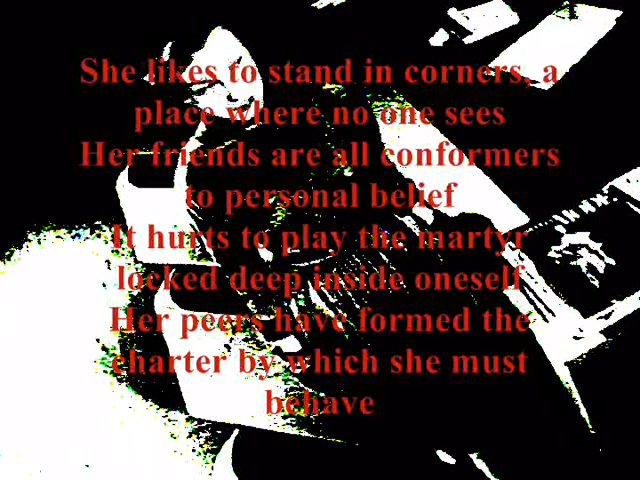 She likes to stand in corners, a
place where no one sees
Her friends are all conformers
to personal belief
It hurts to play the martyr
locked deep inside oneself
Her peers have formed the
charter by which she must
behave